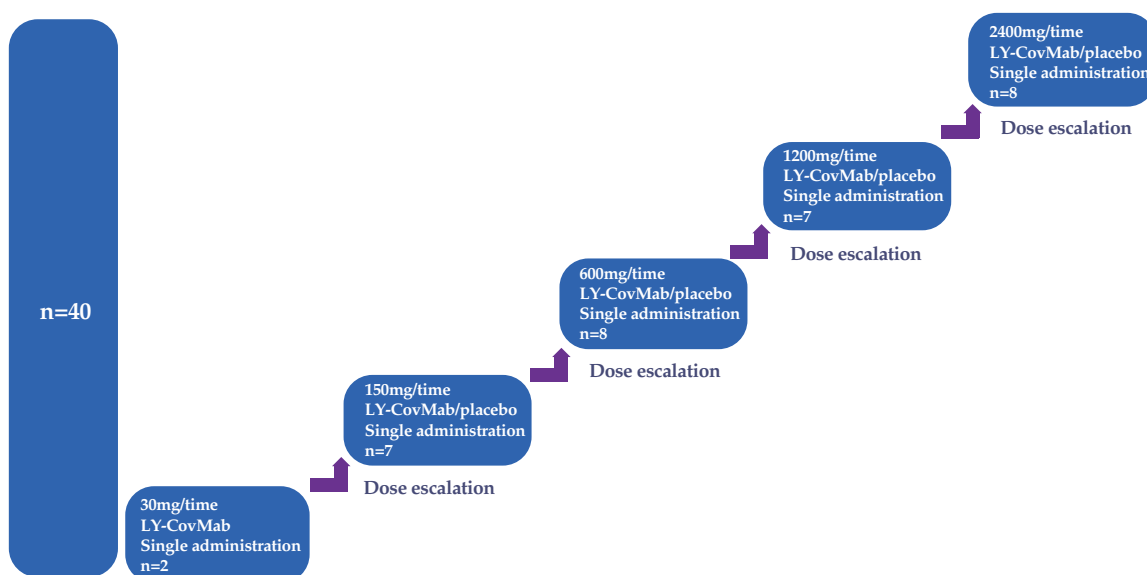 2400mg/time
LY-CovMab/placebo
Single administration
n=8
Dose escalation
1200mg/time
LY-CovMab/placebo
Single administration
n=7
Dose escalation
600mg/time
LY-CovMab/placebo
Single administration
n=8
Dose escalation
n=40
150mg/time
LY-CovMab/placebo
Single administration
n=7
Dose escalation
30mg/time
LY-CovMab
Single administration
n=2